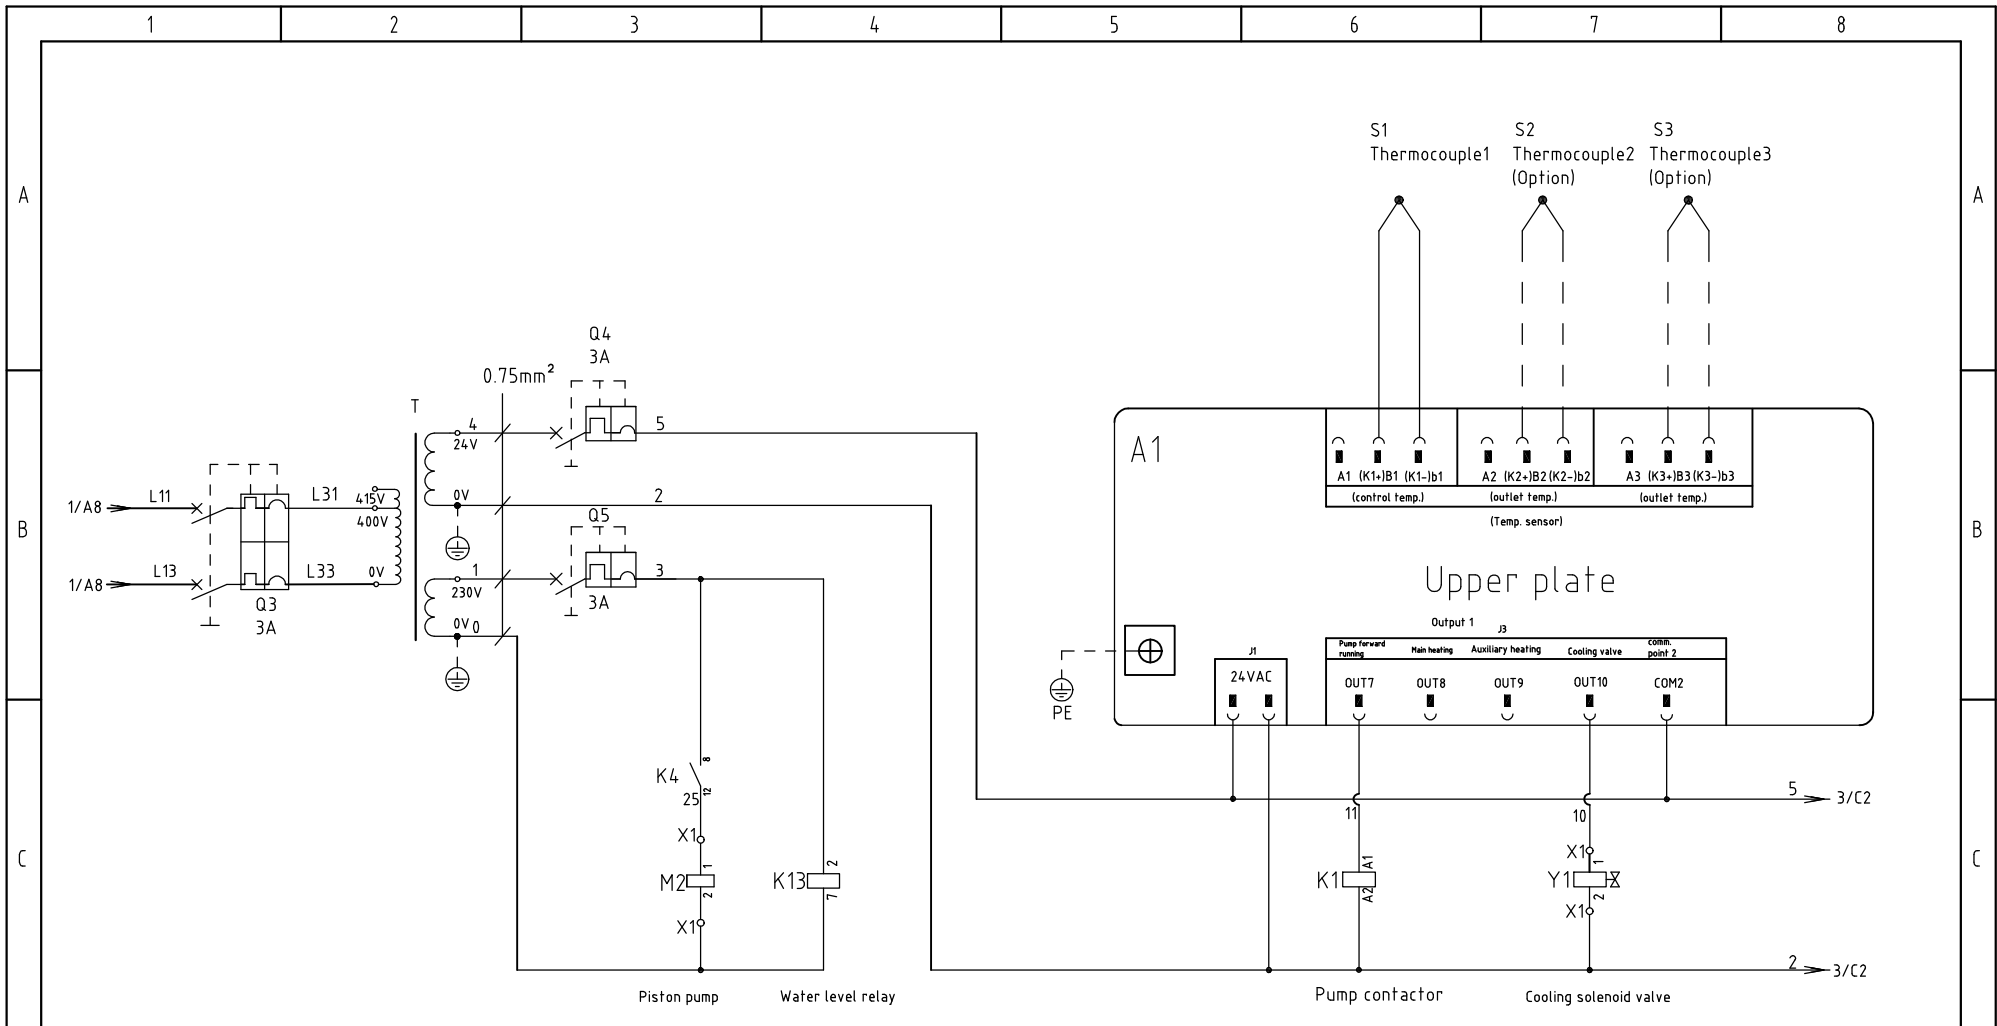 1 2 3 4 5 6 7 8
S1 S2 S3
Thermocouple1 Thermocouple2 Thermocouple3
(Option) (Option)
A A
Q4
3A
0.75mm²
T
4 5
24V
A1
A1 (K1+)B1 (K1-)b1 A2 (K2+)B2 (K2-)b2 A3 (K3+)B3 (K3-)b3
(control temp.) (outlet temp.) (outlet temp.)
(Temp. sensor)
L11 L31 415V 0V 2
1/A8
400V
Q5
B B
L13 L33 0V 1 3
1/A8
230V
Q3 3A
3A
0V 0
Upper plate
Output 1 J3
Pump forward running Main heating Auxiliary heating Cooling valve comm. point 2
J1
24VAC
OUT7 OUT8 OUT9 OUT10 COM2
PE
K4 8
25 12
5 3/C2
11 10
X1 X1
C C
M2 1 2
K13 2 7
K1 A1 A2
Y1 1 2
X1 X1
2 3/C2
Piston pump Water level relay Pump contactor Cooling solenoid valve